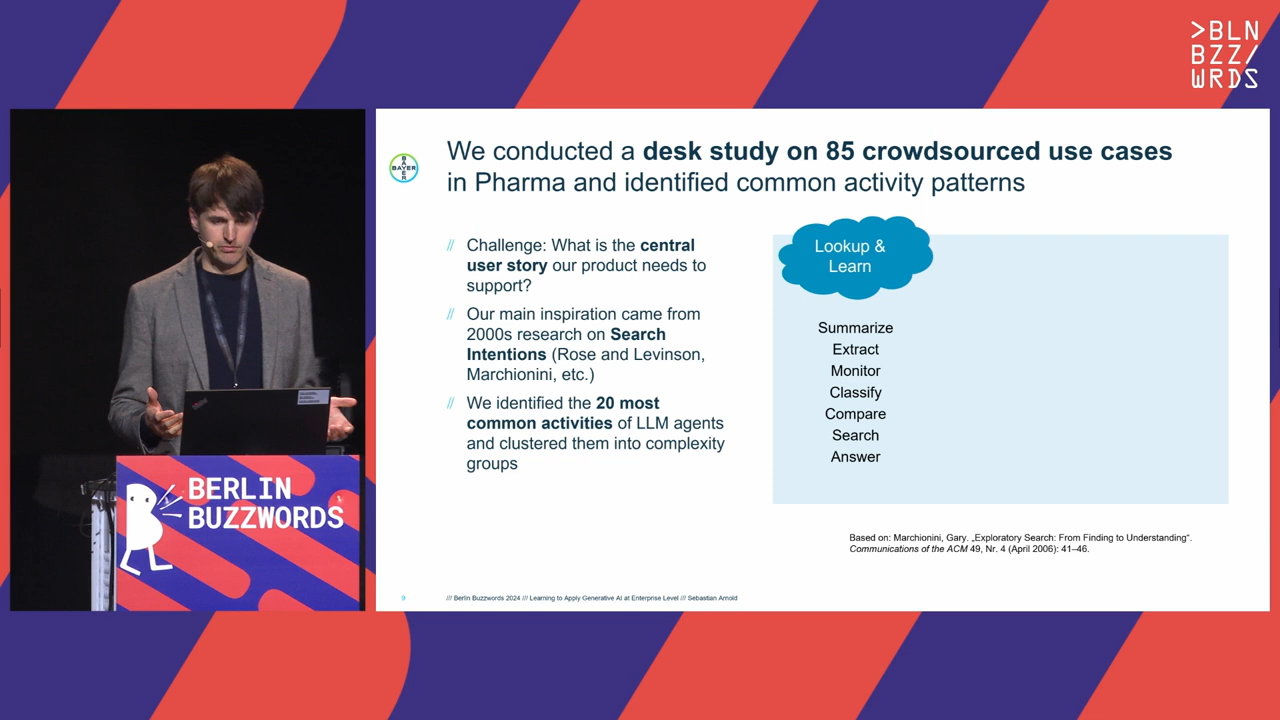 >BLN
BZZ/
WRDS
BAYER
BAYER
We conducted a desk study on 85 crowdsourced use cases
in Pharma and identified common activity patterns
// Challenge: What is the central
user story our product needs to
support?
// Our main inspiration came from
2000s research on Search
Intentions (Rose and Levinson,
Marchionini, etc.)
// We identified the 20 most
common activities of LLM agents
and clustered them into complexity
groups
Lookup &
Learn
Summarize
Extract
Monitor
Classify
Compare
Search
Answer
Based on: Marchionini, Gary. „Exploratory Search: From Finding to Understanding“.
Communications of the ACM 49, Nr. 4 (April 2006): 41–46.
9
/// Berlin Buzzwords 2024 /// Learning to Apply Generative AI at Enterprise Level /// Sebastian Arnold
BERLIN
BUZZWORDS